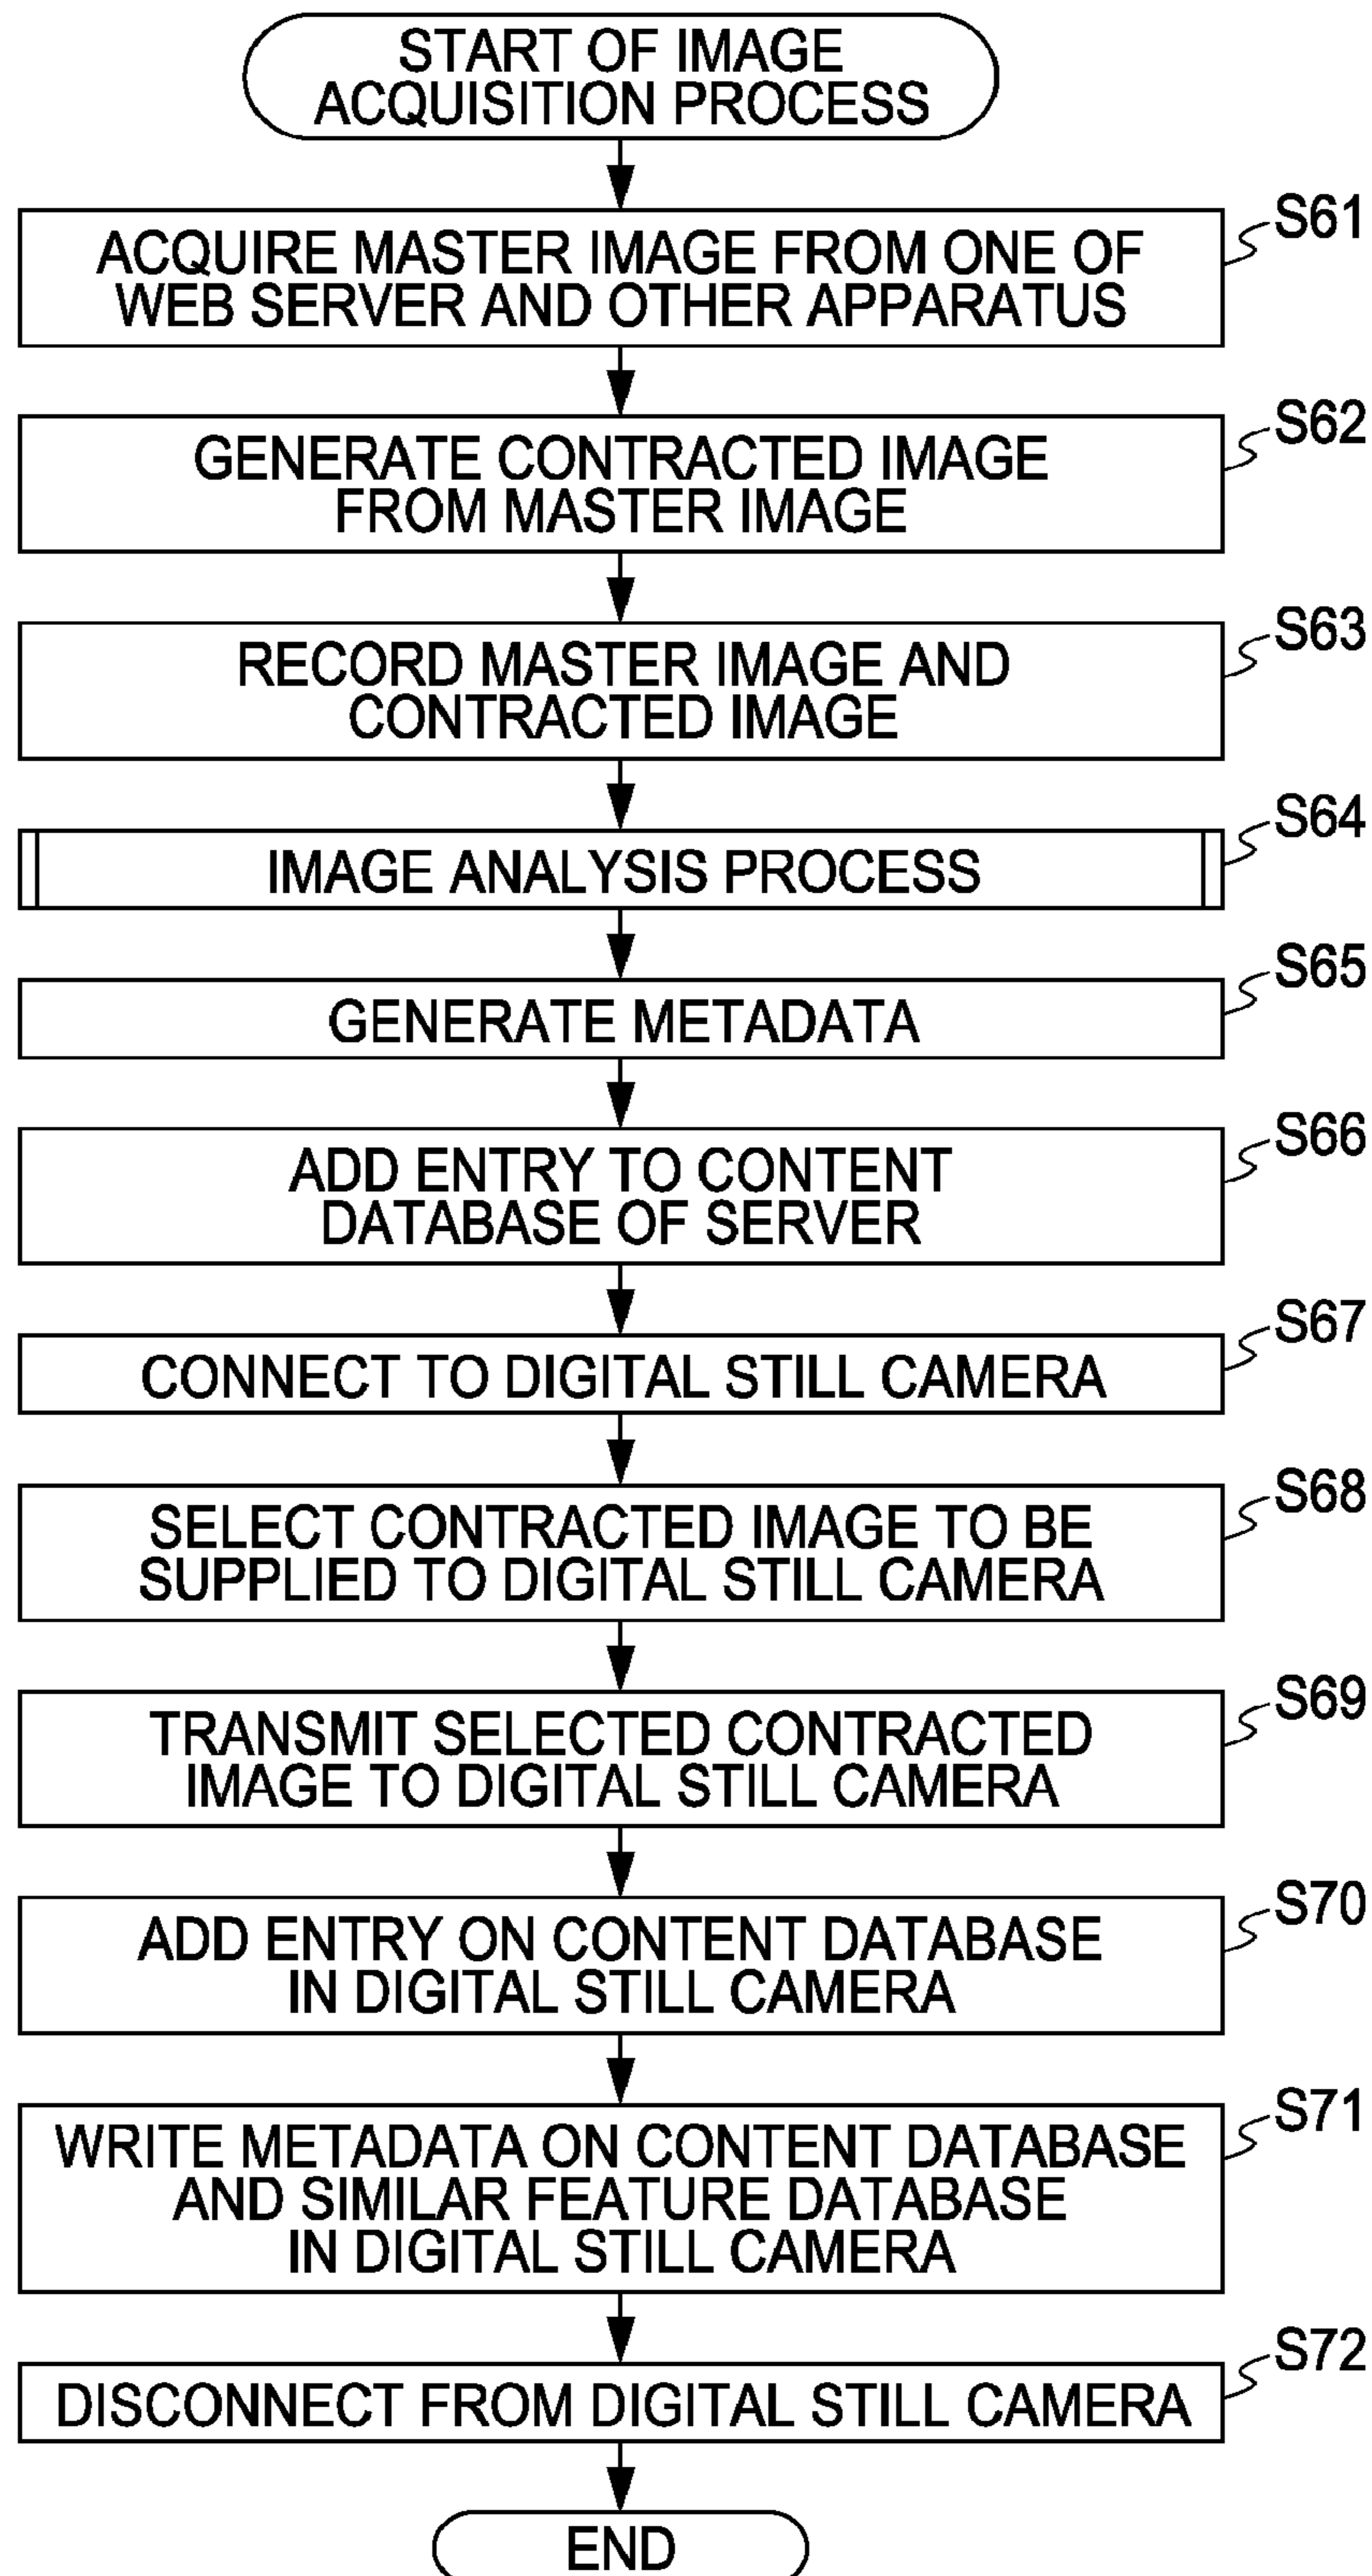 START OF IMAGE
ACQUISITION PROCESS
S61
ACQUIRE MASTER IMAGE FROM ONE OF
WEB SERVER AND OTHER APPARATUS
S62
GENERATE CONTRACTED IMAGE
FROM MASTER IMAGE
S63
RECORD MASTER IMAGE AND
CONTRACTED IMAGE
S64
IMAGE ANALYSIS PROCESS
S65
GENERATE METADATA
S66
ADD ENTRY TO CONTENT
DATABASE OF SERVER
S67
CONNECT TO DIGITAL STILL CAMERA
S68
SELECT CONTRACTED IMAGE TO BE
SUPPLIED TO DIGITAL STILL CAMERA
S69
TRANSMIT SELECTED CONTRACTED
IMAGE TO DIGITAL STILL CAMERA
S70
ADD ENTRY ON CONTENT DATABASE
IN DIGITAL STILL CAMERA
S71
WRITE METADATA ON CONTENT DATABASE
AND SIMILAR FEATURE DATABASE
IN DIGITAL STILL CAMERA
S72
DISCONNECT FROM DIGITAL STILL CAMERA
END